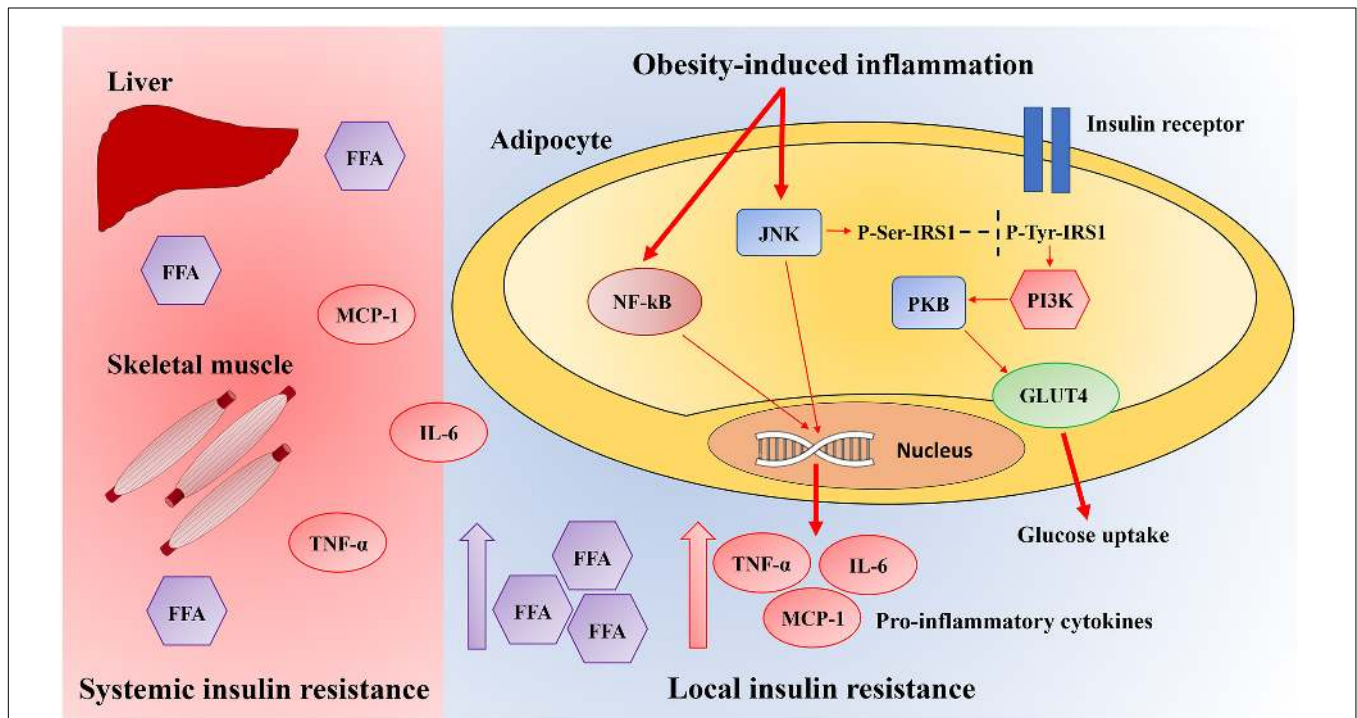 Liver
FFA
FFA
MCP-1
Skeletal muscle
IL-6
TNF-α
FFA
Systemic insulin resistance
Obesity-induced inflammation
Adipocyte
Insulin receptor
JNK
P-Ser-IRS1
P-Tyr-IRS1
NF-kB
PKB
PI3K
GLUT4
Nucleus
Glucose uptake
FFA
FFA
FFA
TNF-α
IL-6
MCP-1
Pro-inflammatory cytokines
Local insulin resistance